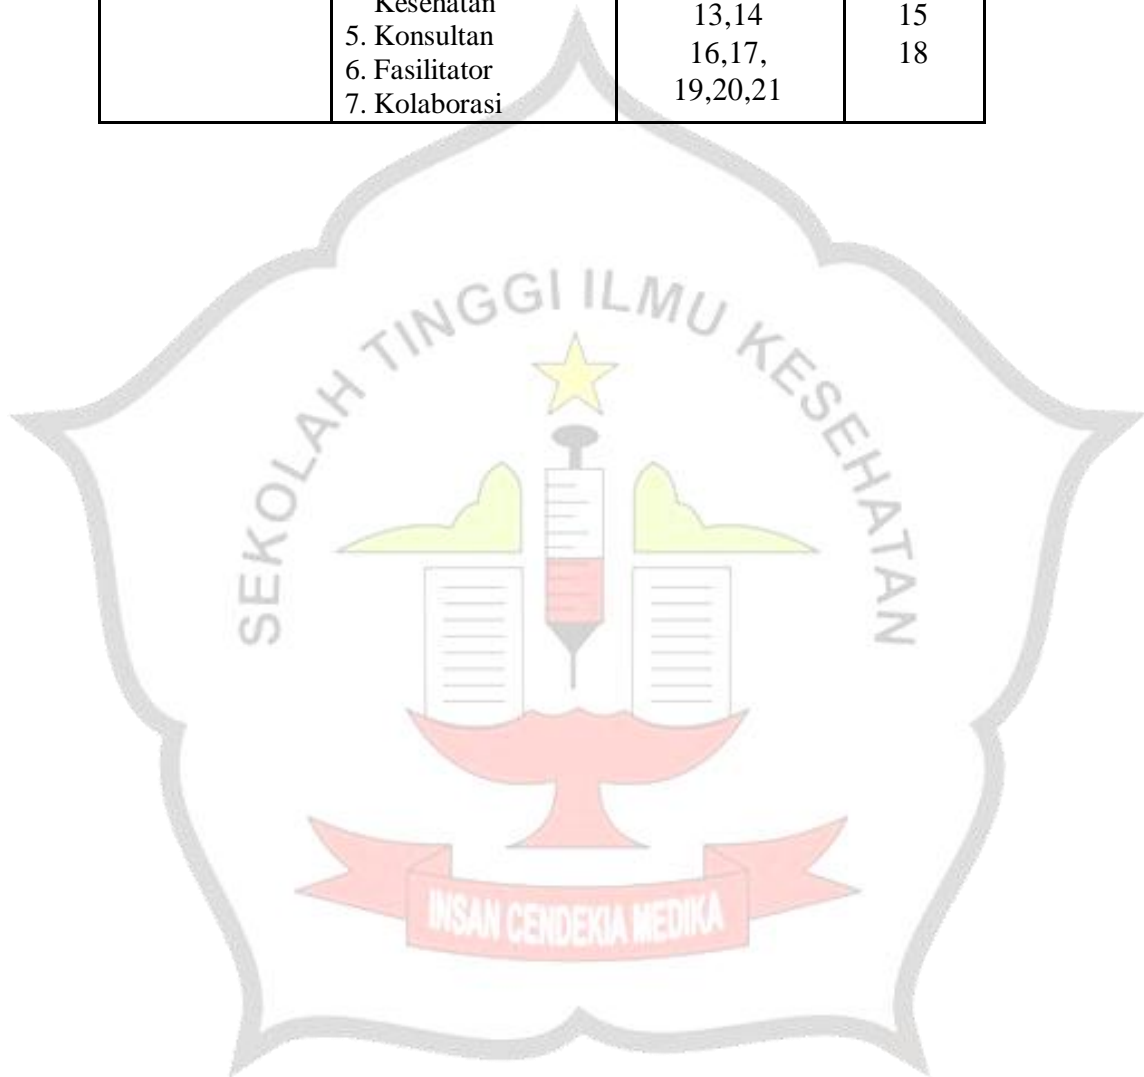 Kesehatan
5. Konsultan
6. Fasilitator
7. Kolaborasi
13,14
16,17,
19,20,21
15
18
SEKOLAH TINGGI ILMU KESEHATAN
INSAN CENDEKIA MEDIKA